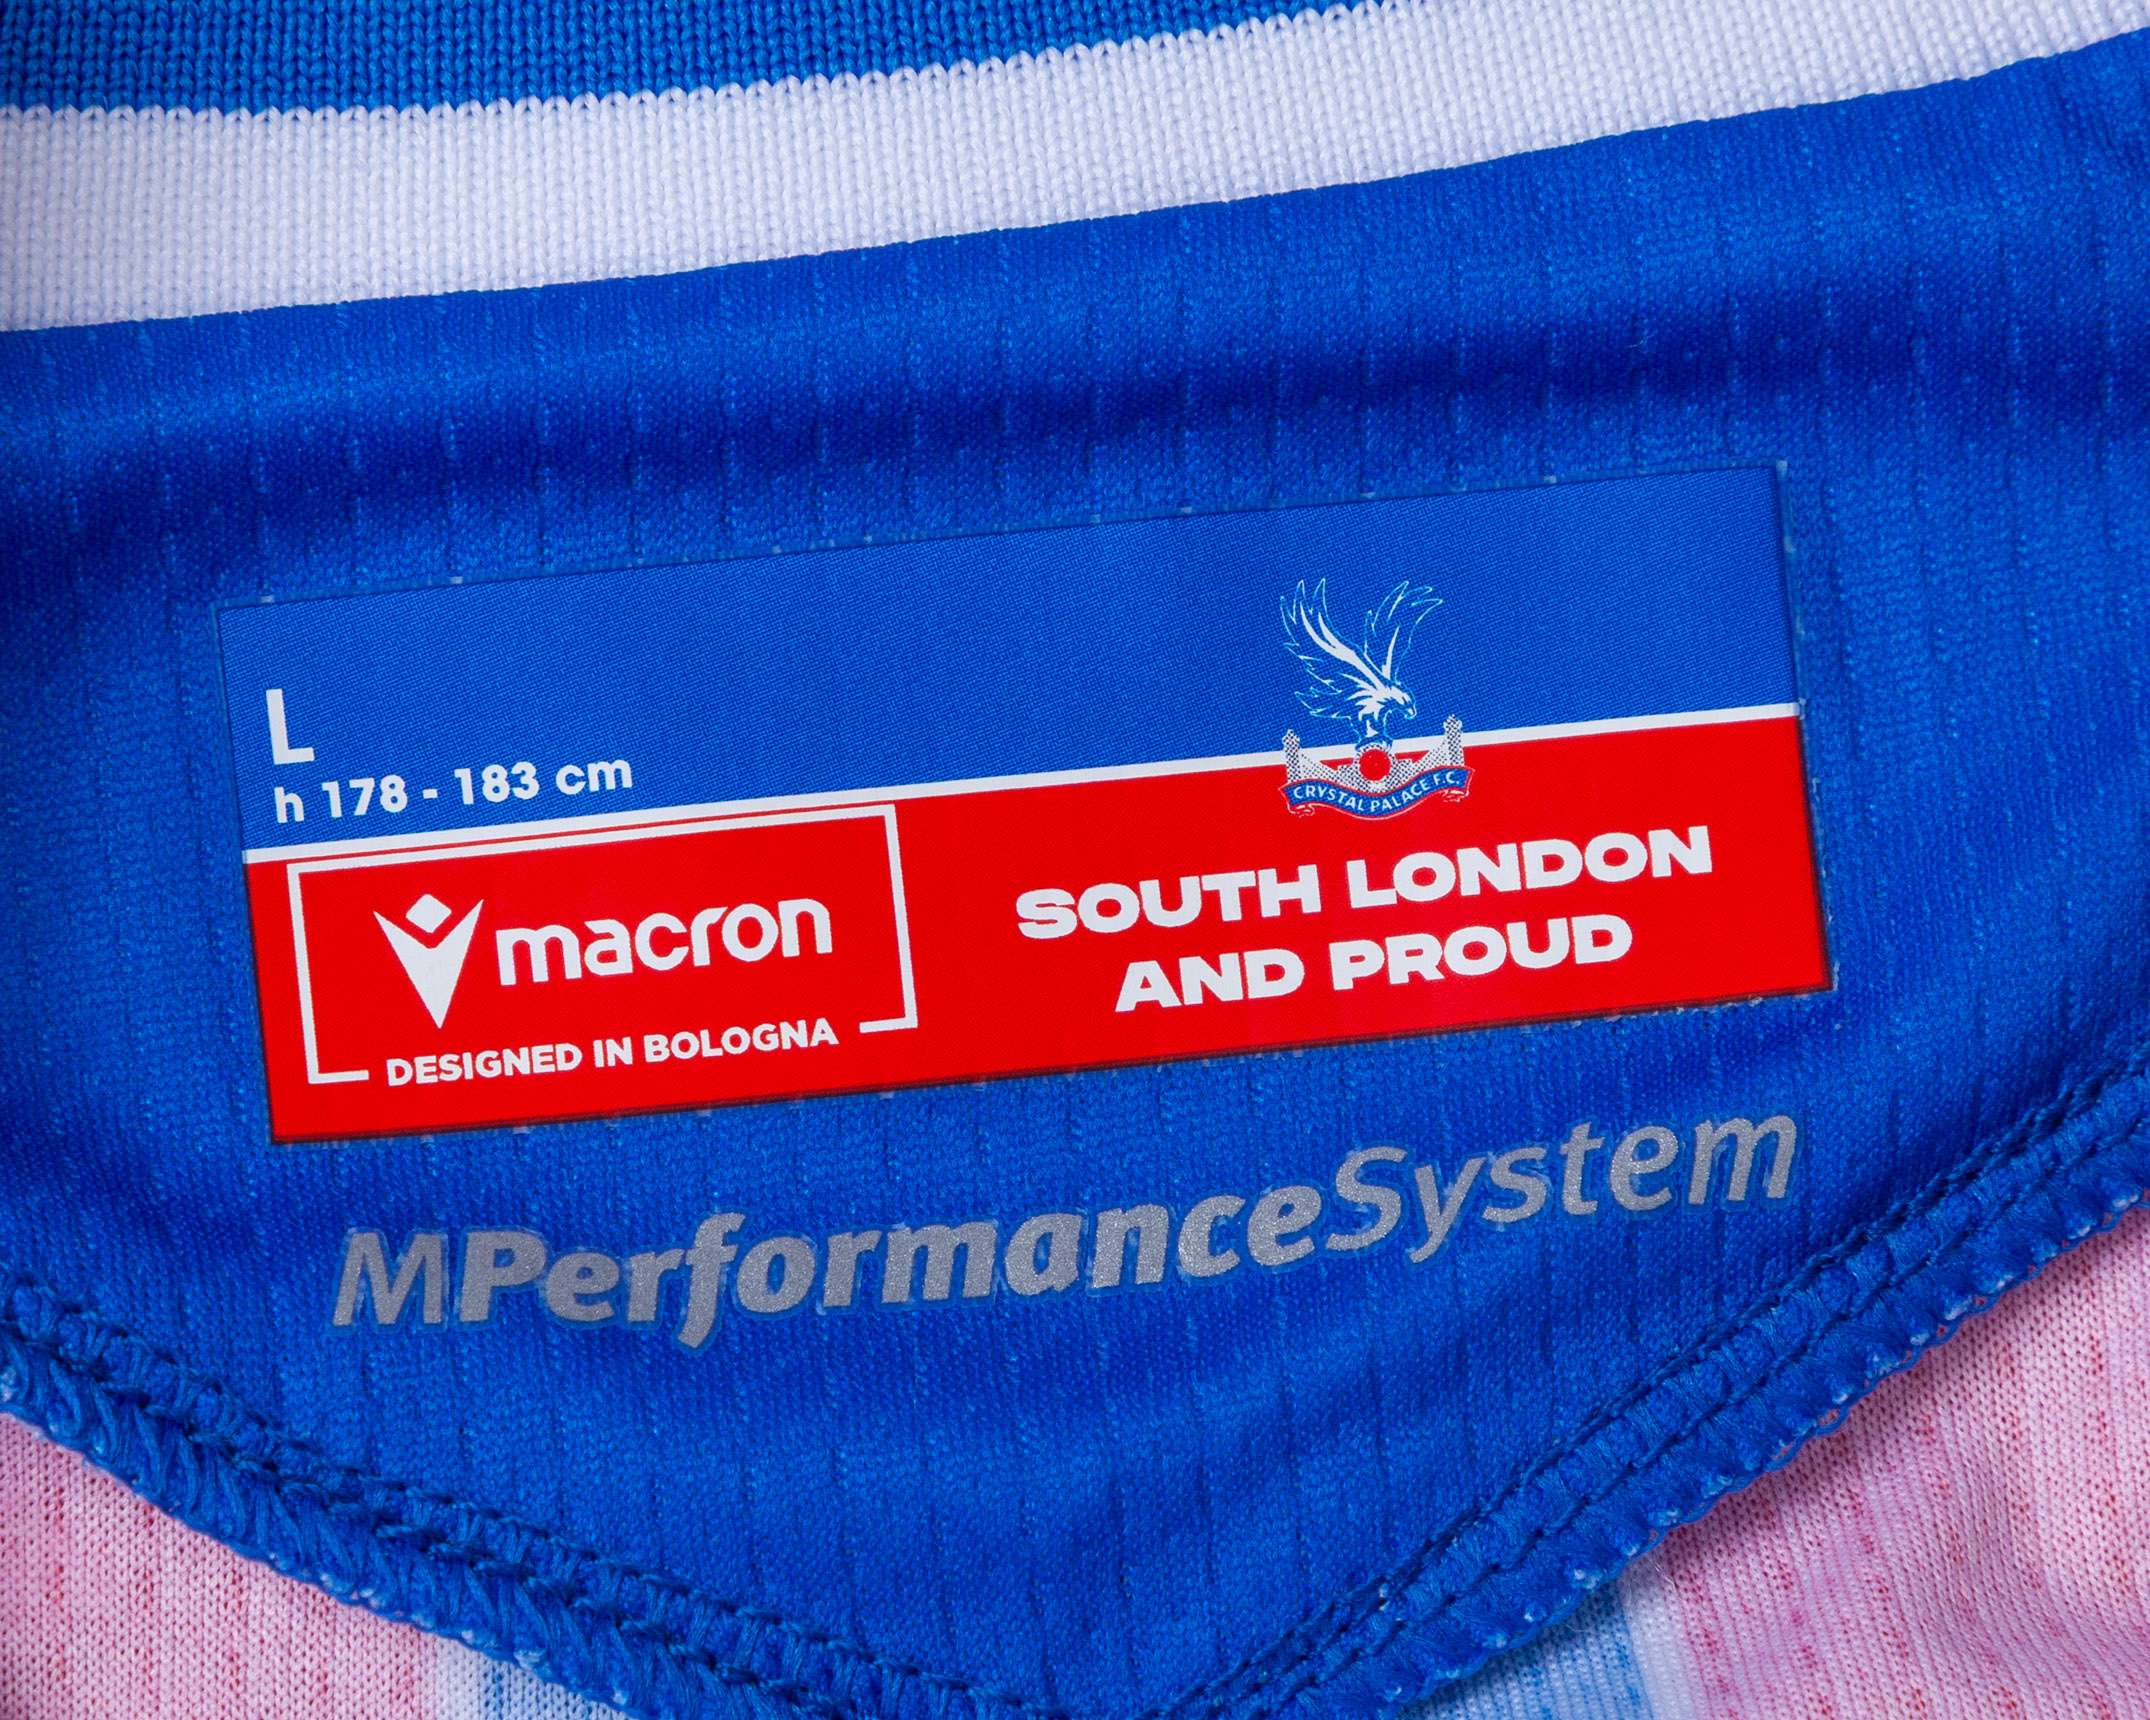 L
h 178 - 183 cm
CRYSTAL PALACE F.C.
macron
DESIGNED IN BOLOGNA
SOUTH LONDON
AND PROUD
MPerformanceSystem